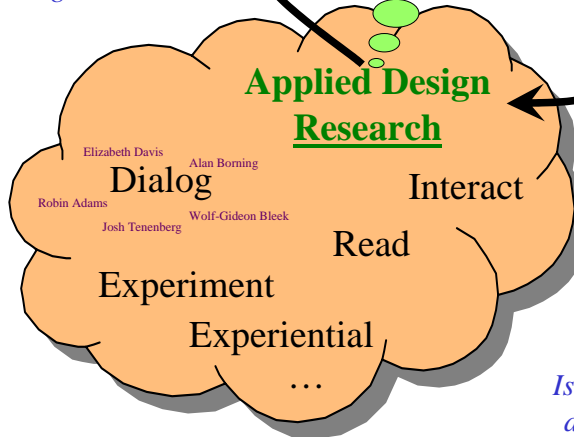 Applied Design
Research
Elizabeth Davis
Alan Borning
Dialog
Interact
Robin Adams
Wolf-Gideon Bleek
Josh Tenenberg
Read
Experiment
Experiential
…
Is